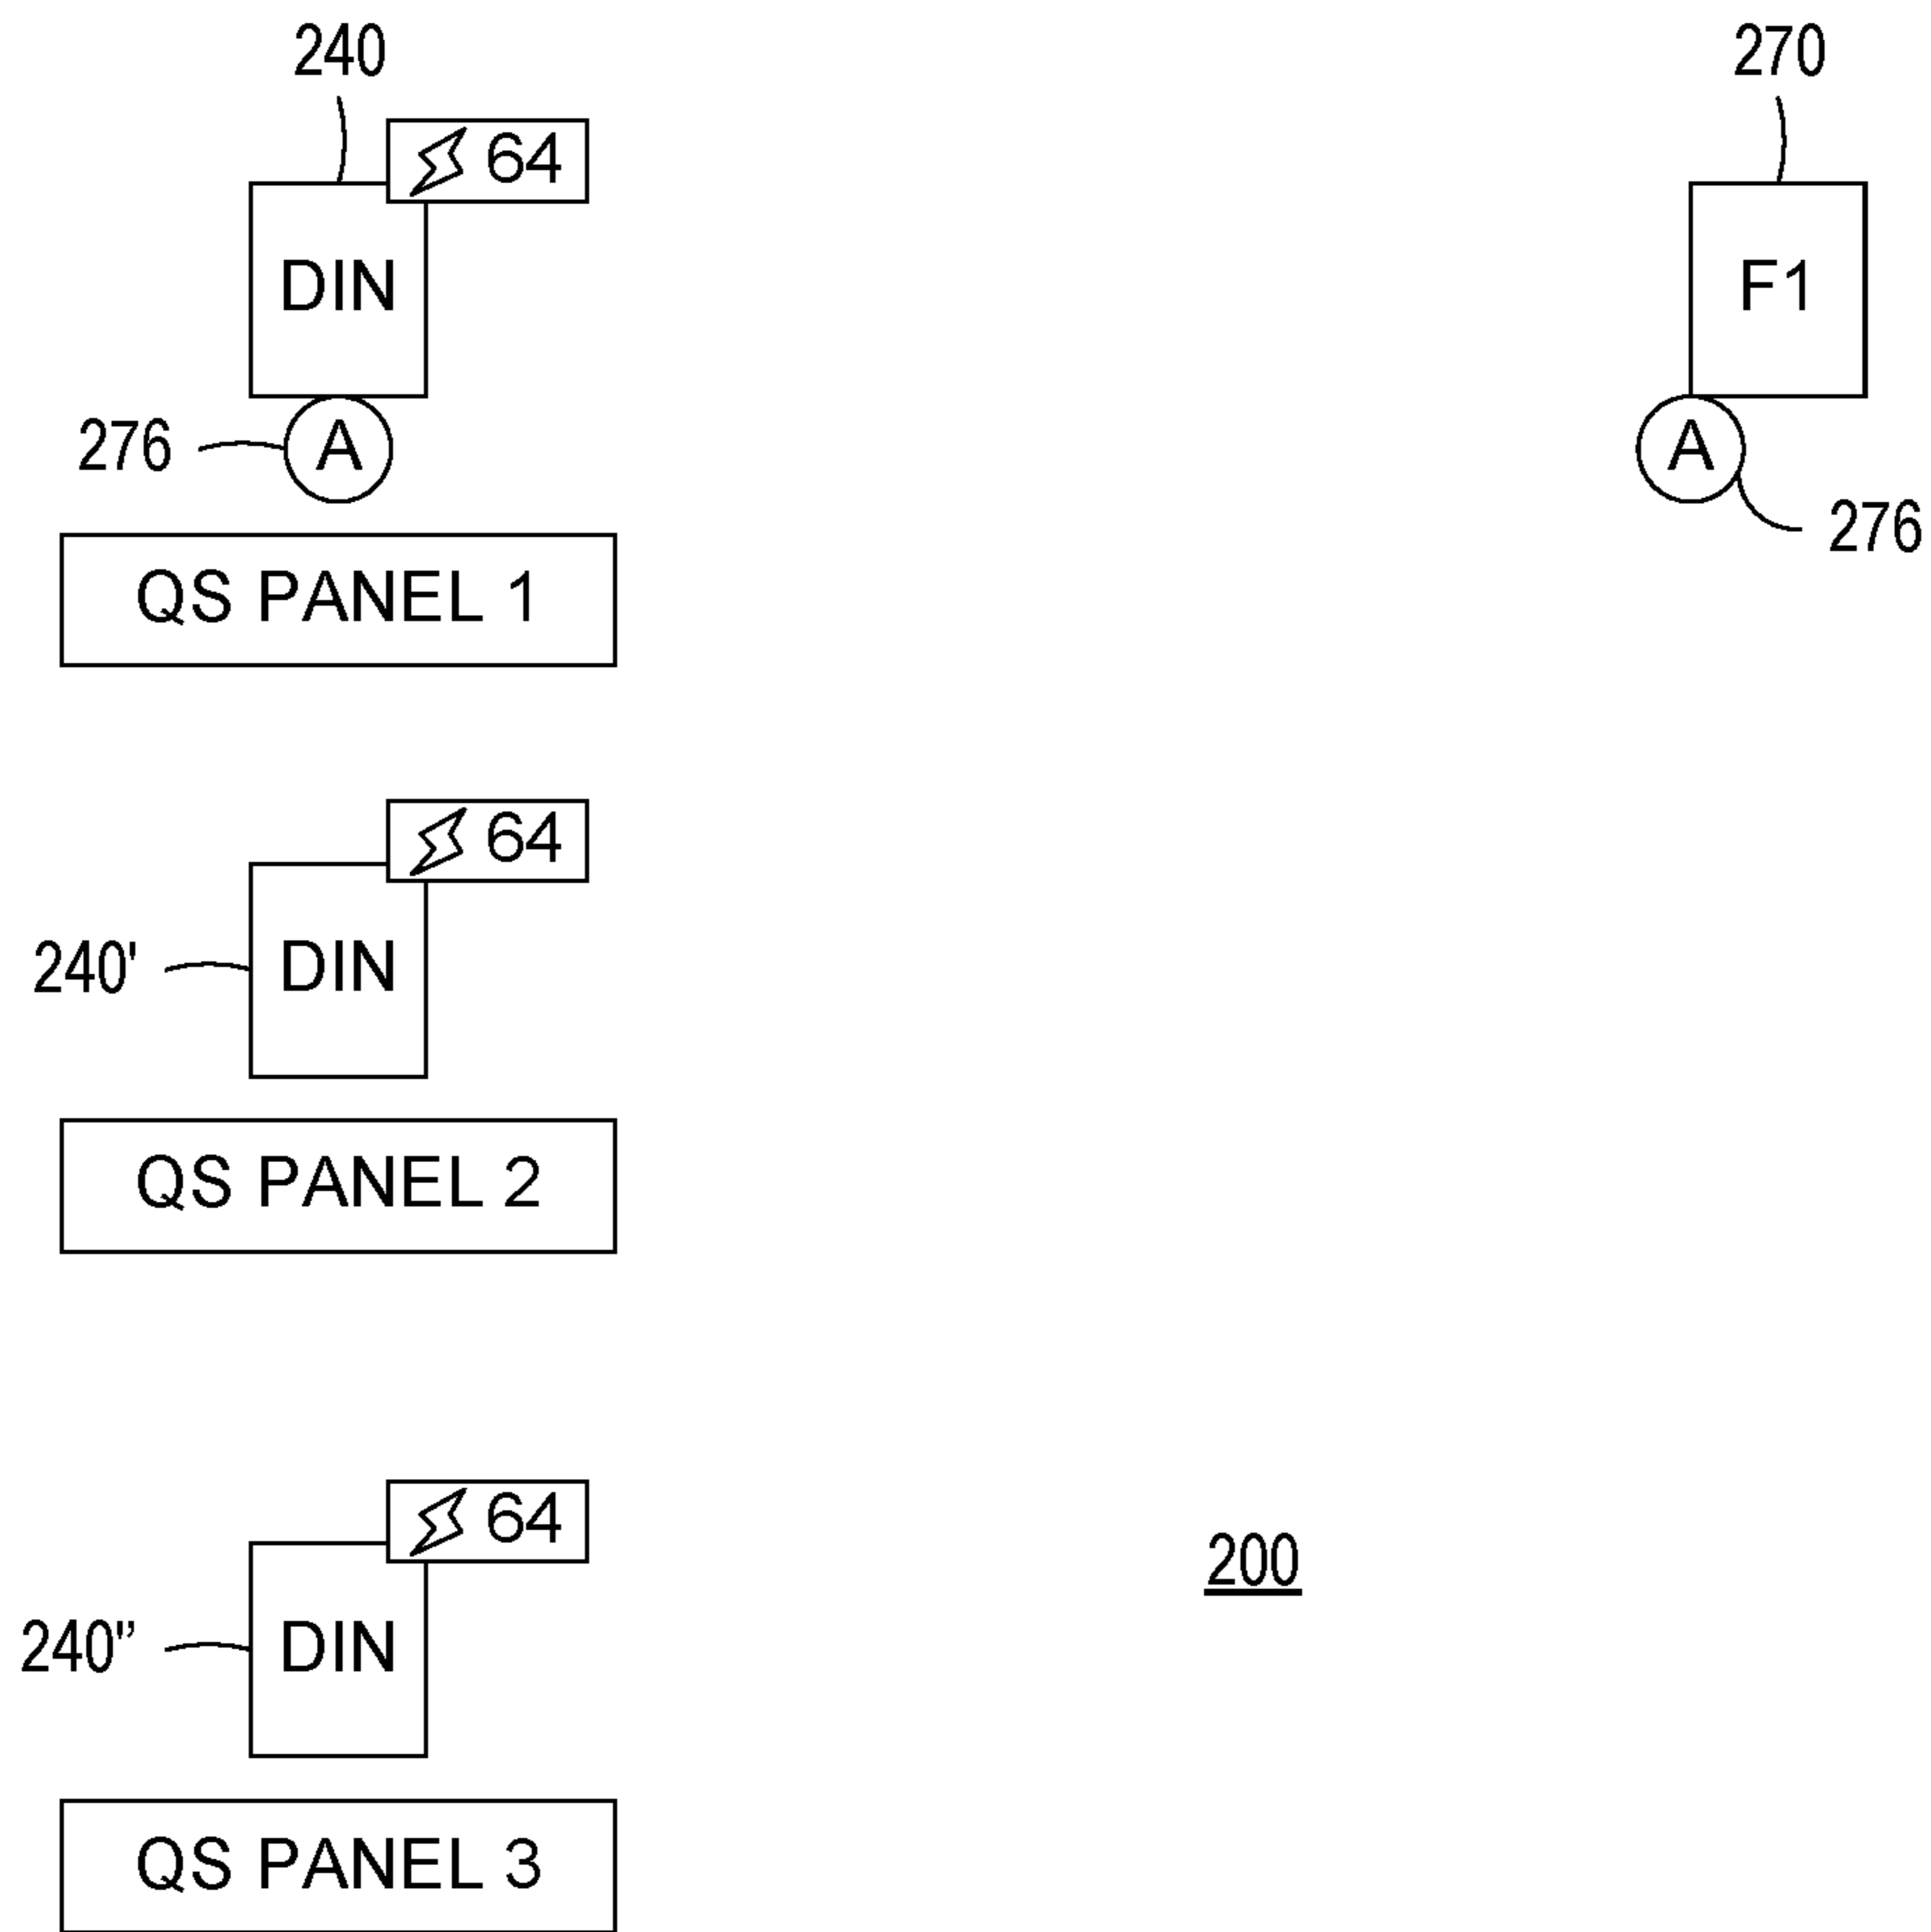 240
270
64
DIN
F1
A
276
A
276
QS PANEL 1
64
DIN
240'
QS PANEL 2
64
200
DIN
240"
QS PANEL 3